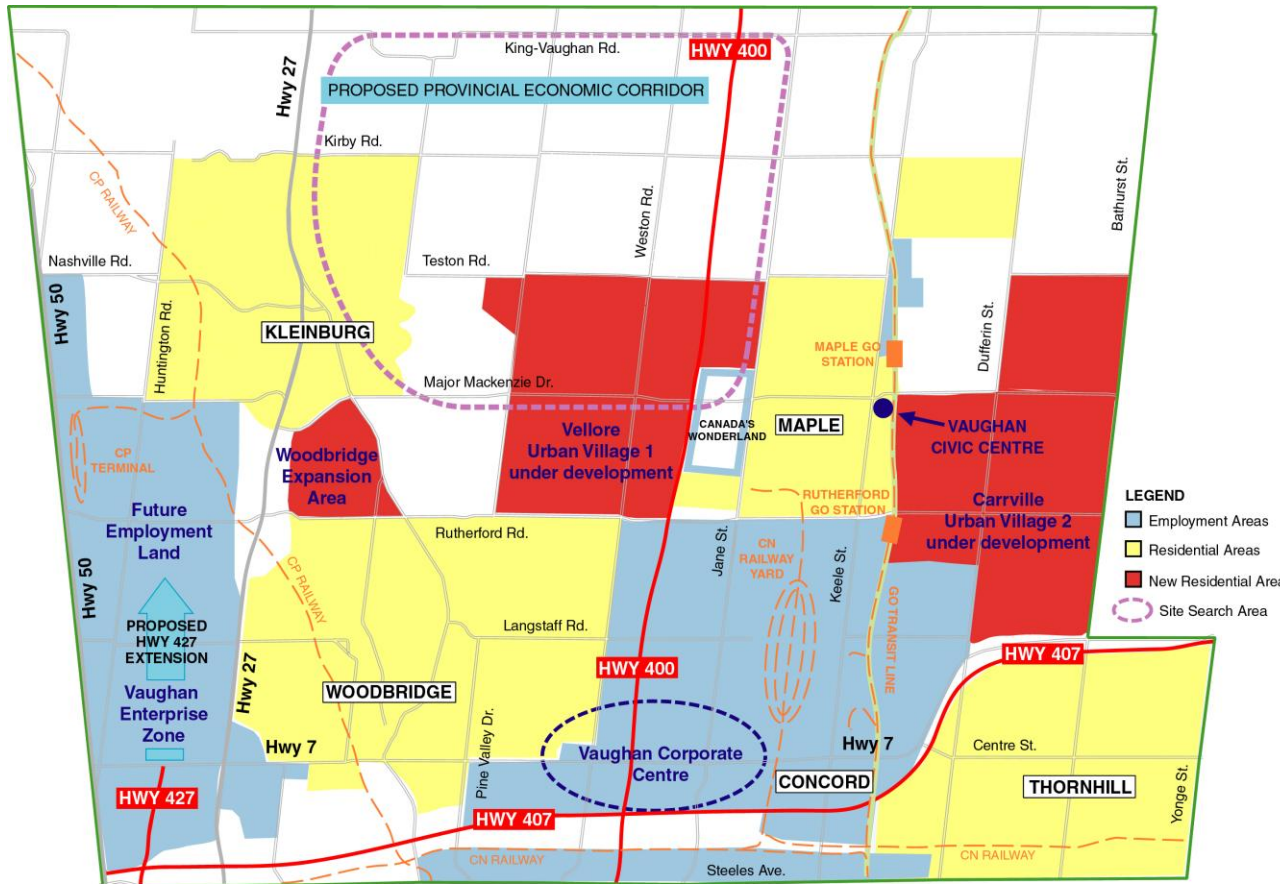 King-Vaughan Rd.
HWY 400
Hwy 27
PROPOSED PROVINCIAL ECONOMIC CORRIDOR
Kirby Rd.
CP RAILWAY
Weston Rd.
Bathurst St.
Nashville Rd.
Teston Rd.
Hwy 50
Huntington Rd.
KLEINBURG
Dufferin St.
MAPLE GO
STATION
Major Mackenzie Dr.
CANADA'S
WONDERLAND
MAPLE
VAUGHAN
CIVIC CENTRE
Vellore
Urban Village 1
under development
Woodbridge
Expansion
Area
CP
TERMINAL
RUTHERFORD
GO STATION
Carrville
Urban Village 2
under development
LEGEND
Employment Areas
Residential Areas
New Residential Area
Site Search Area
Future
Employment
Land
Rutherford Rd.
Jane St.
CN
RAILWAY
YARD
Keele St.
Hwy 50
CP RAILWAY
GO TRANSIT LINE
PROPOSED
HWY 427
EXTENSION
Langstaff Rd.
HWY 400
HWY 407
Hwy 27
WOODBRIDGE
Vaughan
Enterprise
Zone
Pine Valley Dr.
Hwy 7
Vaughan Corporate
Centre
Hwy 7
Centre St.
CONCORD
THORNHILL
HWY 427
HWY 407
Yonge St.
CN RAILWAY
Steeles Ave.
CN RAILWAY